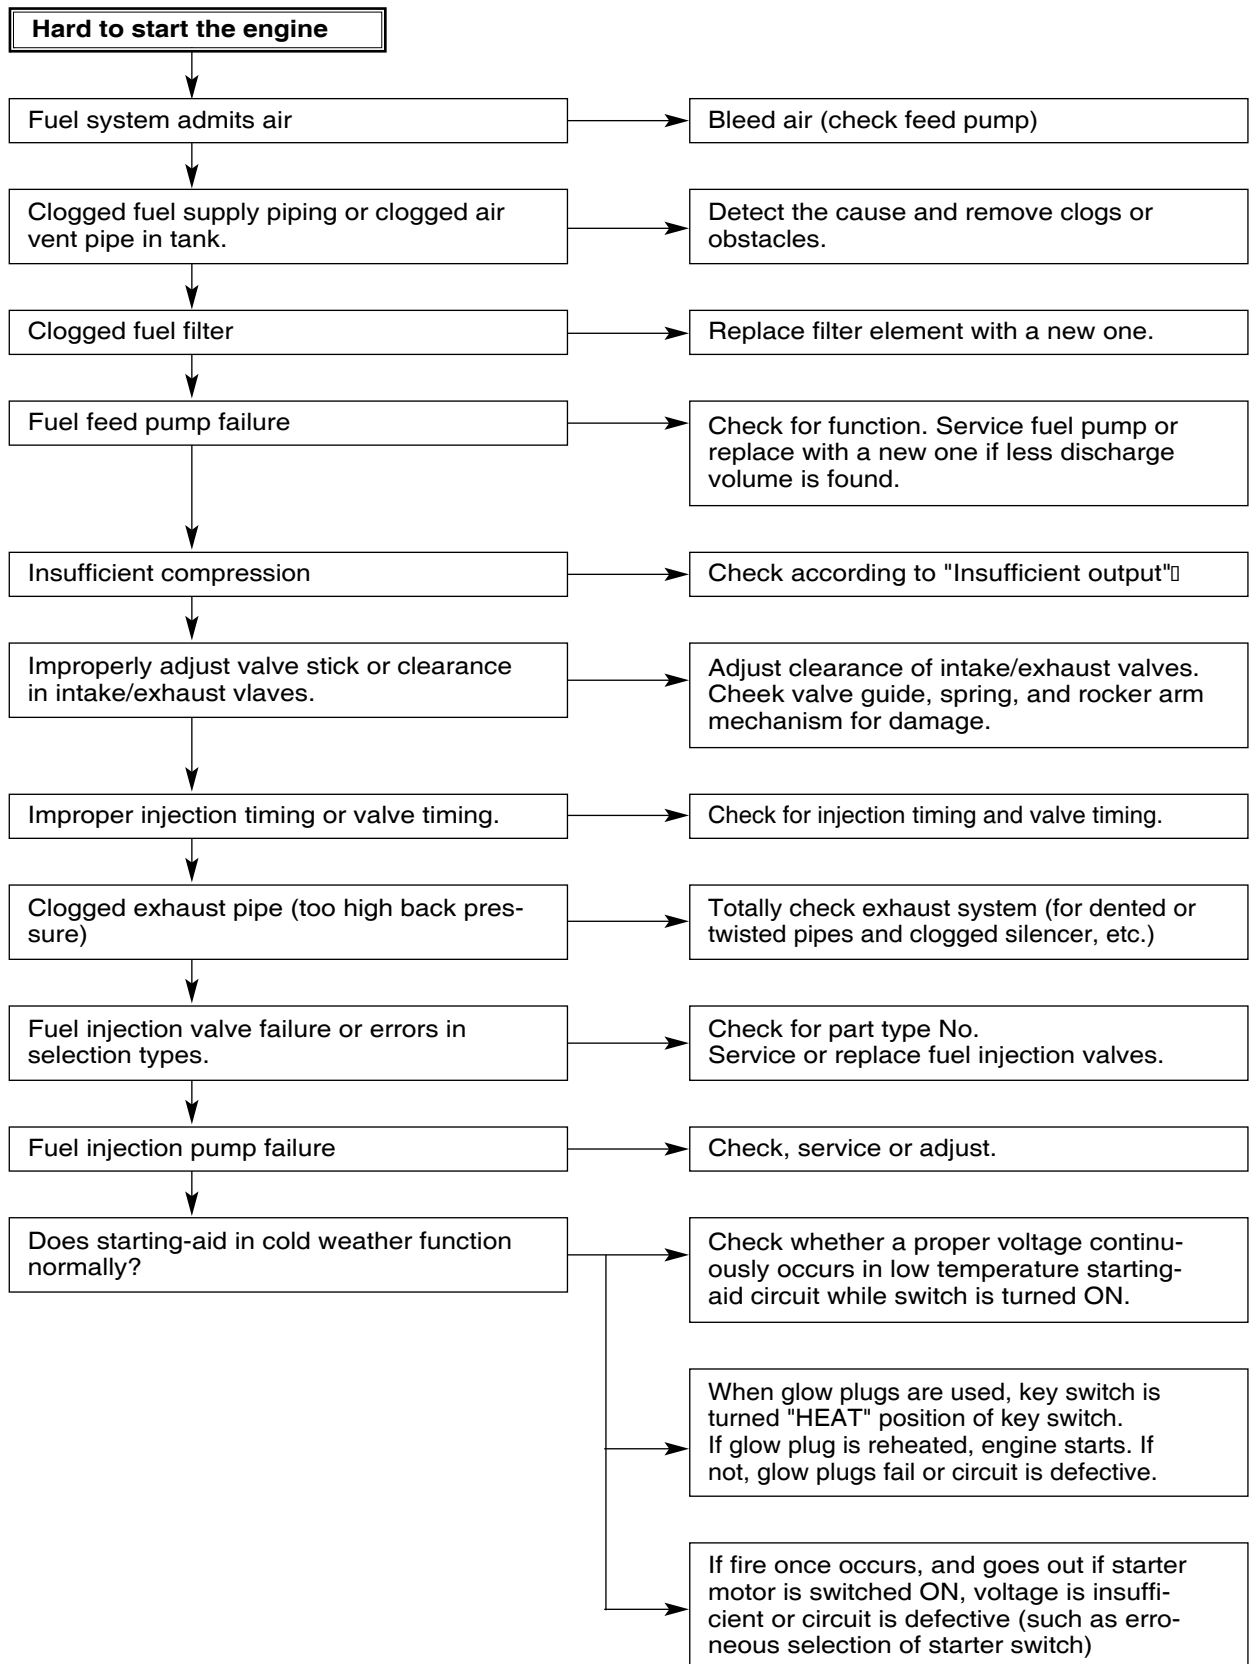 Hard to start the engine
Fuel system admits air
Bleed air (check feed pump)
Clogged fuel supply piping or clogged air
vent pipe in tank.
Detect the cause and remove clogs or
obstacles.
Clogged fuel filter
Replace filter element with a new one.
Fuel feed pump failure
Check for function. Service fuel pump or
replace with a new one if less discharge
volume is found.
Insufficient compression
Check according to "Insufficient output"▯
Improperly adjust valve stick or clearance
in intake/exhaust vlaves.
Adjust clearance of intake/exhaust valves.
Cheek valve guide, spring, and rocker arm
mechanism for damage.
Improper injection timing or valve timing.
Check for injection timing and valve timing.
Clogged exhaust pipe (too high back pres-
sure)
Totally check exhaust system (for dented or
twisted pipes and clogged silencer, etc.)
Fuel injection valve failure or errors in
selection types.
Check for part type No.
Service or replace fuel injection valves.
Fuel injection pump failure
Check, service or adjust.
Does starting-aid in cold weather function
normally?
Check whether a proper voltage continu-
ously occurs in low temperature starting-
aid circuit while switch is turned ON.
When glow plugs are used, key switch is
turned "HEAT" position of key switch.
If glow plug is reheated, engine starts. If
not, glow plugs fail or circuit is defective.
If fire once occurs, and goes out if starter
motor is switched ON, voltage is insuffi-
cient or circuit is defective (such as erro-
neous selection of starter switch)